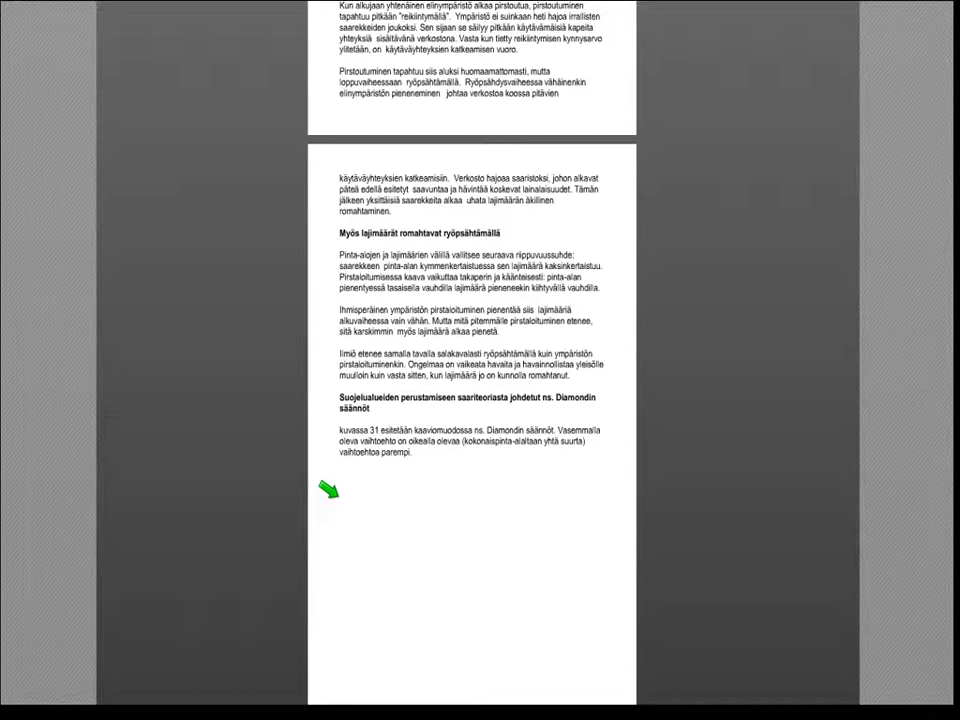 Kun alkujaan yhtenäinen elinympäristö alkaa pirstoutua, pirstoutuminen
tapahtuu pitkään "reikiintymällä". Ympäristö ei suinkaan heti hajoa irrallisten
saarekkeiden joukoksi. Sen sijaan se säilyy pitkään käytävämäisiä kapeita
yhteyksiä sisältävänä verkostona. Vasta kun tietty reikiintymisen kynnysarvo
ylitetään, on käytäväyhteyksien katkeamisen vuoro.
Pirstoutuminen tapahtuu siis aluksi huomaamattomasti, mutta
loppuvaiheessaan ryöpsähtämällä. Ryöpsähdysvaiheessa vähäinenkin
elinympäristön pieneneminen johtaa verkostoa koossa pitävien
käytäväyhteyksien katkeamisiin. Verkosto hajoaa saaristoksi, johon alkavat
päteä edellä esitetyt saavuntaa ja hävintää koskevat lainalaisuudet. Tämän
jälkeen yksittäisiä saarekkeita alkaa uhata lajimäärän äkillinen
romahtaminen.
Myös lajimäärät romahtavat ryöpsähtämällä
Pinta-alojen ja lajimäärien välillä vallitsee seuraava riippuvuussuhde:
saarekkeen pinta-alan kymmenkertaistuessa sen lajimäärä kaksinkertaistuu.
Pirstaloitumisessa kaava vaikuttaa takaperin ja käänteisesti: pinta-alan
pienentyessä tasaisella vauhdilla lajimäärä pieneneekin kiihtyvällä vauhdilla.
Ihmisperäinen ympäristön pirstaloituminen pienentää siis lajimääriä
alkuvaiheessa vain vähän. Mutta mitä pitemmälle pirstaloituminen etenee,
sitä karskimmin myös lajimäärä alkaa pienetä.
Ilmiö etenee samalla tavalla salakavalasti ryöpsähtämällä kuin ympäristön
pirstaloituminenkin. Ongelmaa on vaikeata havaita ja havainnollistaa yleisölle
muulloin kuin vasta sitten, kun lajimäärä jo on kunnolla romahtanut.
Suojelualueiden perustamiseen saariteoriasta johdetut ns. Diamondin
säännöt
kuvassa 31 esitetään kaaviomuodossa ns. Diamondin säännöt. Vasemmalla
oleva vaihtoehto on oikealla olevaa (kokonaispinta-alaltaan yhtä suurta)
vaihtoehtoa parempi.